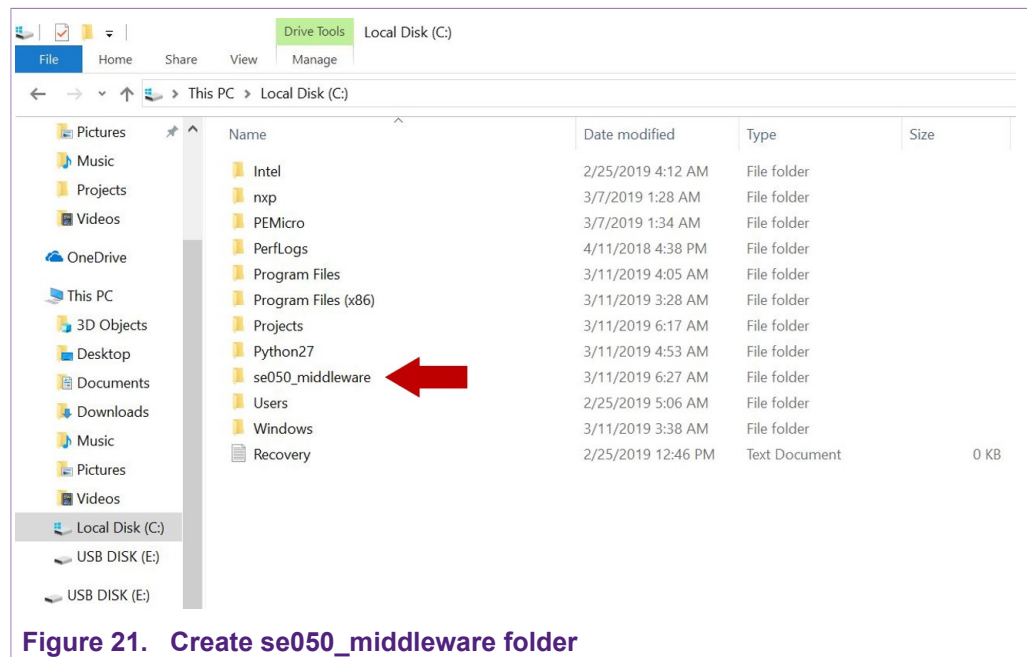 Drive Tools Local Disk (C:)
File Home Share View Manage
This PC > Local Disk (C:)
Pictures
Music
Projects
Videos
OneDrive
This PC
3D Objects
Desktop
Documents
Downloads
Music
Pictures
Videos
Local Disk (C:)
USB DISK (E:)
USB DISK (E:)
Name Date modified Type Size
Intel 2/25/2019 4:12 AM File folder
nxp 3/7/2019 1:28 AM File folder
PEMicro 3/7/2019 1:34 AM File folder
PerfLogs 4/11/2018 4:38 PM File folder
Program Files 3/11/2019 4:05 AM File folder
Program Files (x86) 3/11/2019 3:28 AM File folder
Projects 3/11/2019 6:17 AM File folder
Python27 3/11/2019 4:53 AM File folder
se050_middleware 3/11/2019 6:27 AM File folder
Users 2/25/2019 5:06 AM File folder
Windows 3/11/2019 3:38 AM File folder
Recovery 2/25/2019 12:46 PM Text Document 0 KB
Figure 21. Create se050_middleware folder